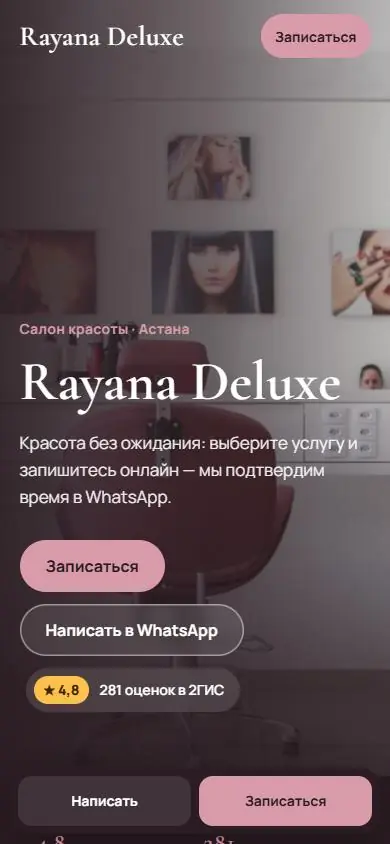 Rayana Deluxe
Записаться
Салон красоты · Астана
Rayana Deluxe
Красота без ожидания: выберите услугу и
запишитесь онлайн — мы подтвердим
время в WhatsApp.
Записаться
Написать в WhatsApp
★ 4,8
281 оценок в 2ГИС
Написать
Записаться